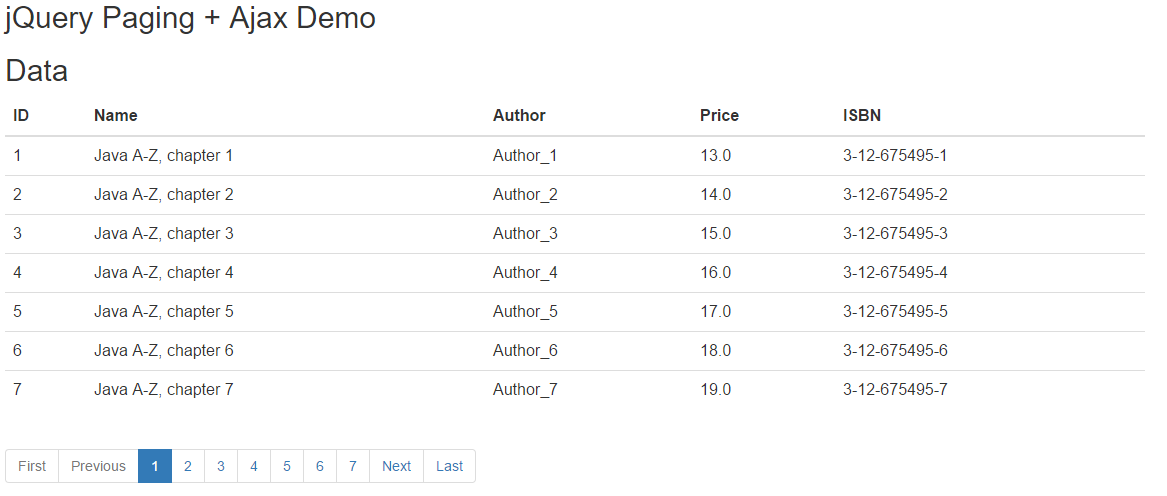 jQuery Paging + Ajax Demo
Data
ID Name Author Price ISBN
1 Java A-Z, chapter 1 Author_1 13.0 3-12-675495-1
2 Java A-Z, chapter 2 Author_2 14.0 3-12-675495-2
3 Java A-Z, chapter 3 Author_3 15.0 3-12-675495-3
4 Java A-Z, chapter 4 Author_4 16.0 3-12-675495-4
5 Java A-Z, chapter 5 Author_5 17.0 3-12-675495-5
6 Java A-Z, chapter 6 Author_6 18.0 3-12-675495-6
7 Java A-Z, chapter 7 Author_7 19.0 3-12-675495-7
First Previous 1 2 3 4 5 6 7 Next Last